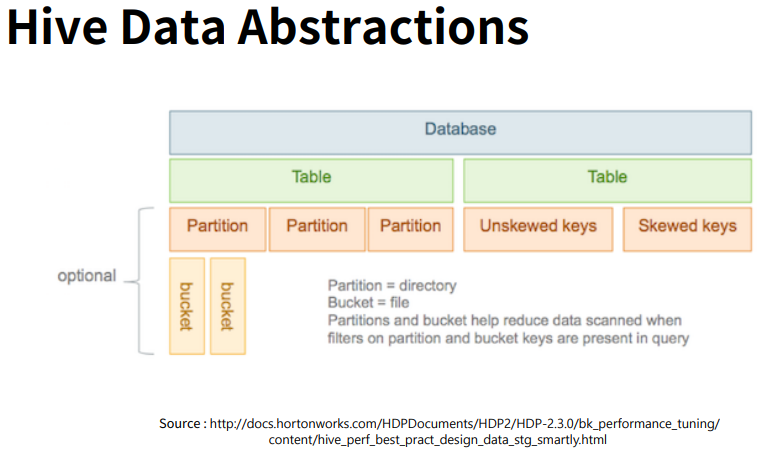 Hive Data Abstractions
Database
Table
Table
Partition
Partition
Partition
Unskewed keys
Skewed keys
optional
bucket
bucket
Partition = directory
Bucket = file
Partitions and bucket help reduce data scanned when
filters on partition and bucket keys are present in query
Source : http://docs.hortonworks.com/HDPDocuments/HDP2/HDP-2.3.0/bk_performance_tuning/
content/hive_perf_best_pract_design_data_stg_smartly.html